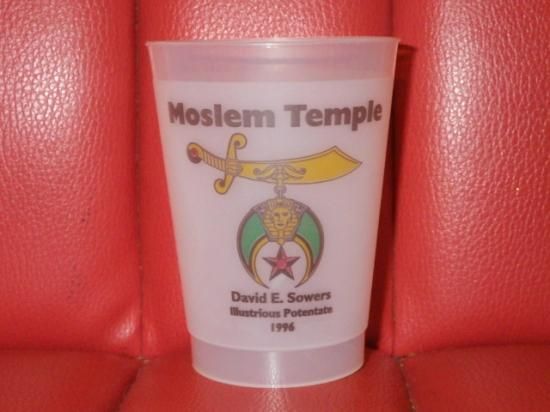 Moslem Temple
David E. Sowers
Illustrious Potentate
1996